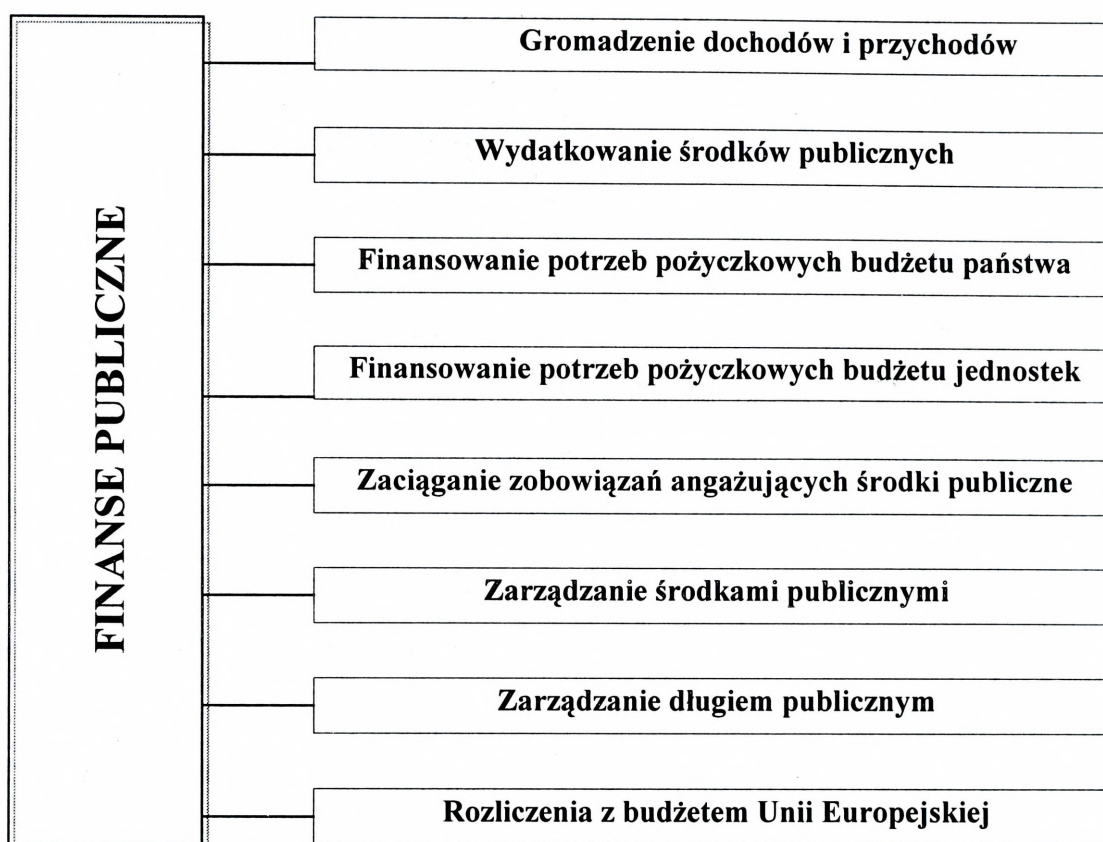 FINANSE PUBLICZNE
Gromadzenie dochodów i przychodów
Wydatkowanie środków publicznych
Finansowanie potrzeb pożyczkowych budżetu państwa
Finansowanie potrzeb pożyczkowych budżetu jednostek
Zaciąganie zobowiązań angażujących środki publiczne
Zarządzanie środkami publicznymi
Zarządzanie długiem publicznym
Rozliczenia z budżetem Unii Europejskiej